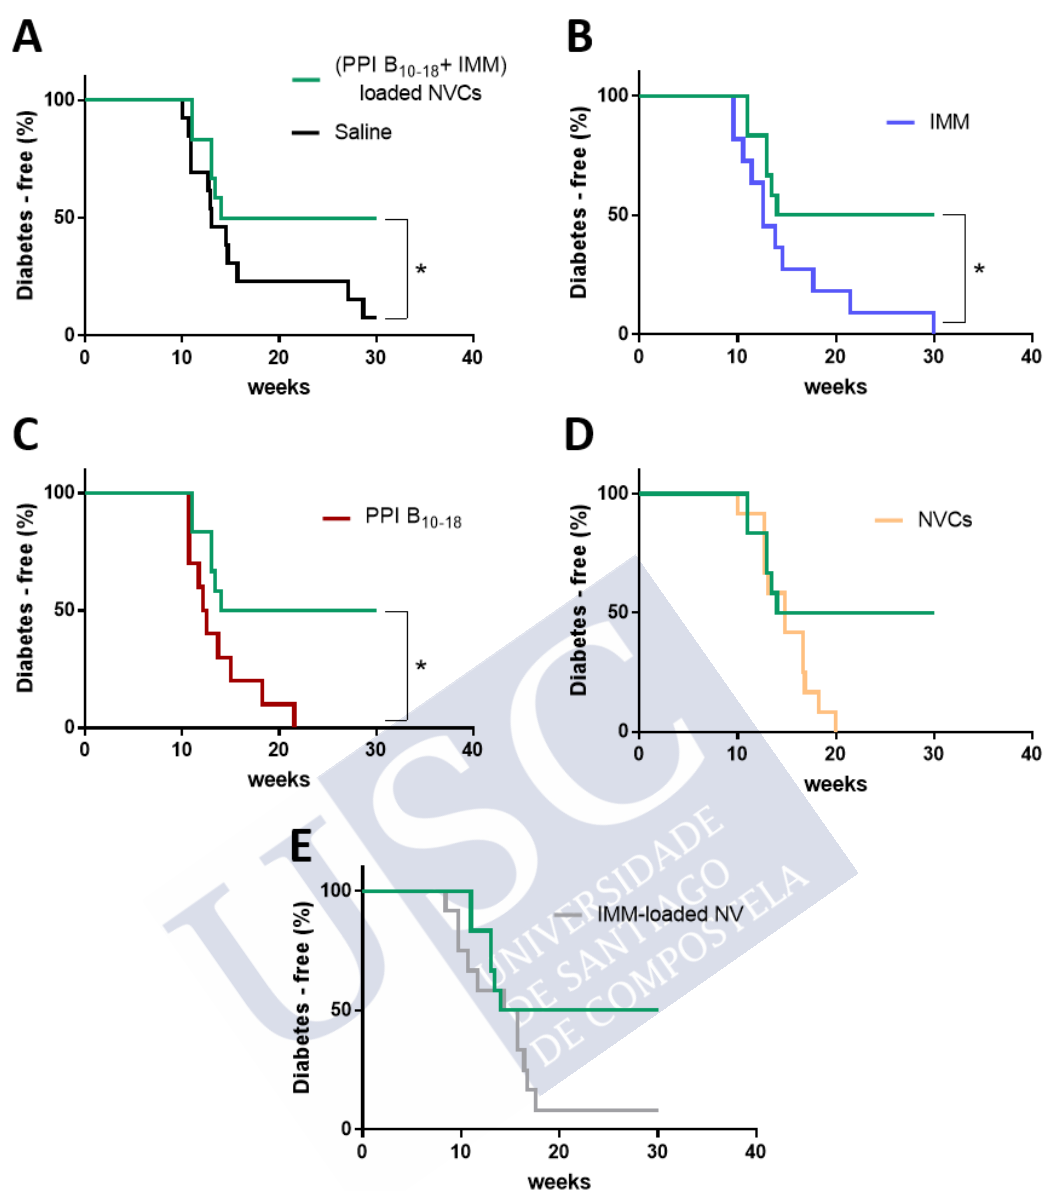 A
(PPI B10-18+ IMM)
loaded NVCs
Saline
Diabetes - free (%)
100
50
0
*
0 10 20 30 40
weeks
B
IMM
Diabetes - free (%)
100
50
0
*
0 10 20 30 40
weeks
C
PPI B10-18
Diabetes - free (%)
100
50
0
*
0 10 20 30 40
weeks
D
NVCs
Diabetes - free (%)
100
50
0
0 10 20 30 40
weeks
E
IMM-loaded NV
Diabetes - free (%)
100
50
0
0 10 20 30 40
weeks
USC
UNIVERSIDADE
DE SANTIAGO
DE COMPOSTELA